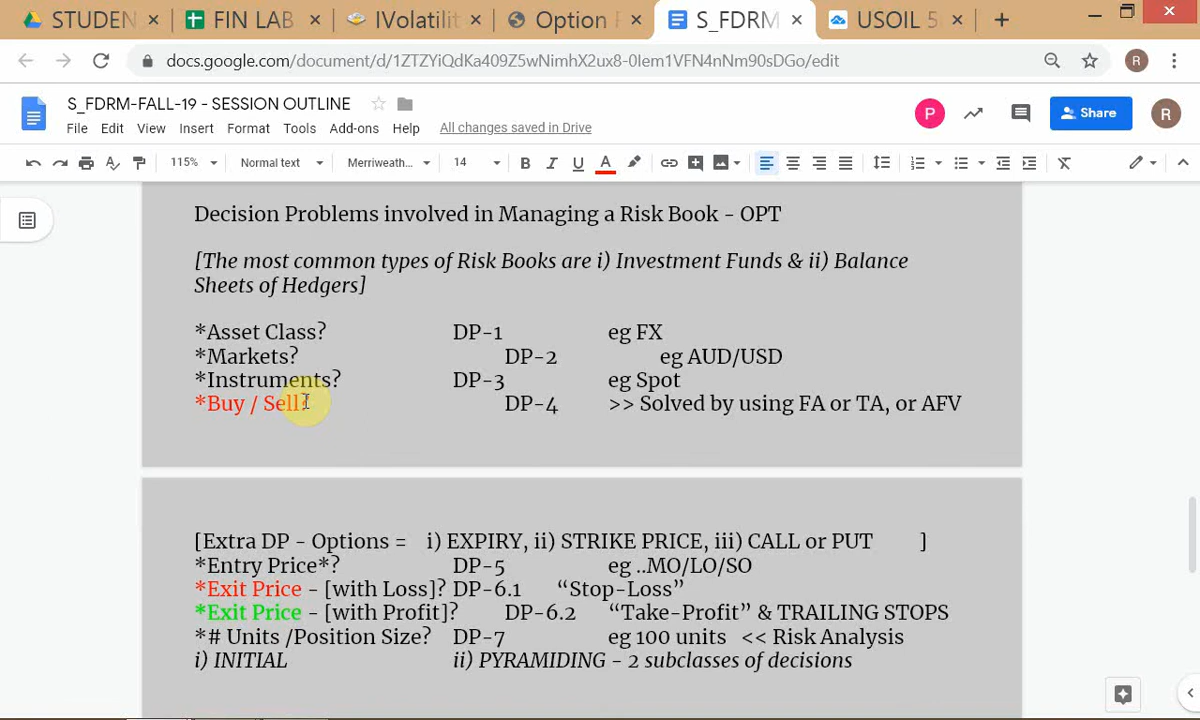 STUDEN
FIN LAB
IVolatilit
Option
S_FDRM
USOIL 5
docs.google.com/document/d/1ZTZYiQdKa409Z5wNimhX2ux8-0lem1VFN4nNm90sDGo/edit
R
S_FDRM-FALL-19 - SESSION OUTLINE
File Edit View Insert Format Tools Add-ons Help All changes saved in Drive
P
Share
R
115% Normal text Merriweath... 14 B I U A
Decision Problems involved in Managing a Risk Book - OPT
[The most common types of Risk Books are i) Investment Funds & ii) Balance
Sheets of Hedgers]
*Asset Class? DP-1 eg FX
*Markets? DP-2 eg AUD/USD
*Instruments? DP-3 eg Spot
*Buy / Sell? DP-4 >> Solved by using FA or TA, or AFV
[Extra DP - Options = i) EXPIRY, ii) STRIKE PRICE, iii) CALL or PUT ]
*Entry Price*? DP-5 eg ..MO/LO/SO
*Exit Price - [with Loss]? DP-6.1 “Stop-Loss”
*Exit Price - [with Profit]? DP-6.2 “Take-Profit” & TRAILING STOPS
*# Units /Position Size? DP-7 eg 100 units << Risk Analysis
i) INITIAL ii) PYRAMIDING - 2 subclasses of decisions